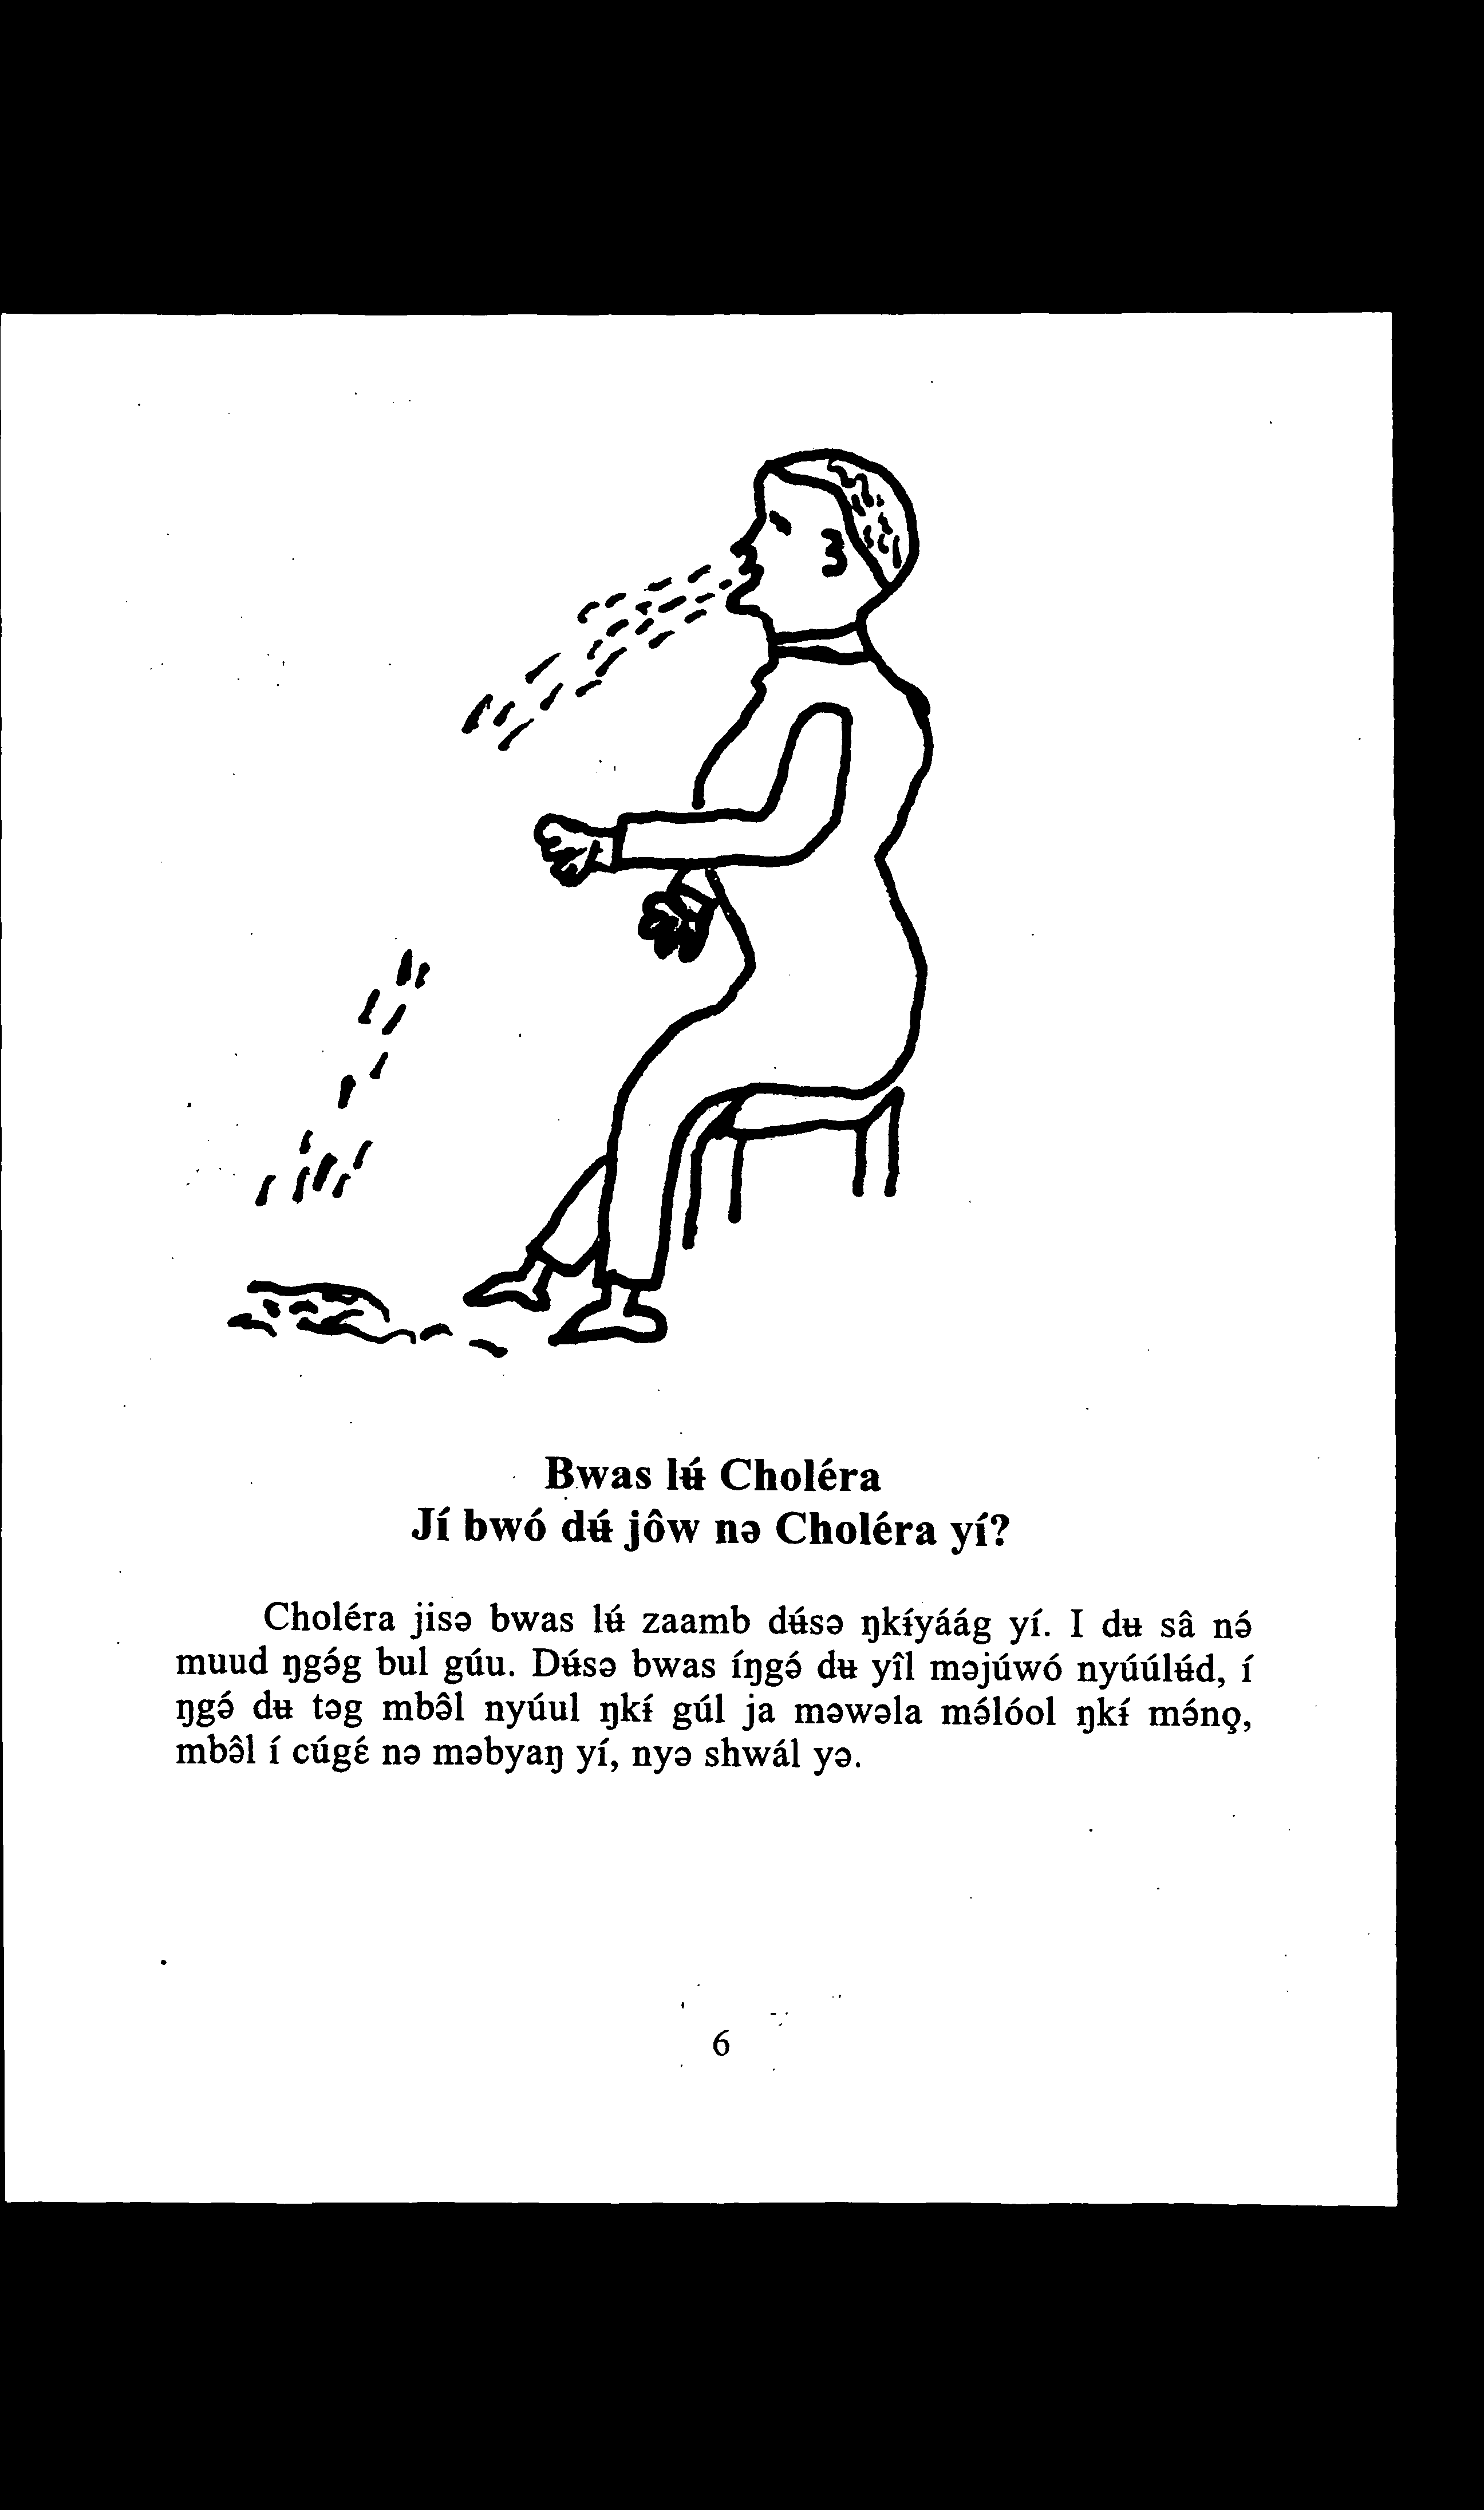 Bwas lʉ́ Choléra
Jí bwó dʉ́ jôw nə Choléra yí?
Choléra jisə bwas lʉ́ zaamb dʉ́sə ŋkɨ́yáág yí. I dʉ sâ nə́
muud ŋgə́g bul gúu. Dʉ́sə bwas íŋgə́ dʉ yîl məjúwó nyúúlʉ́d, í
ŋgə́ dʉ təg mbə̂l nyúul ŋkɨ́ gúl ja məwəla mə́lóol ŋkɨ́ mə́nɔ̧,
mbə̂l í cúgɛ́ nə məbyaŋ yí, nyə shwál yə.
6